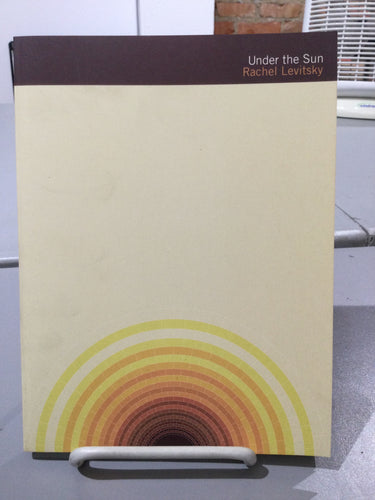 Under the Sun
Rachel Levitsky